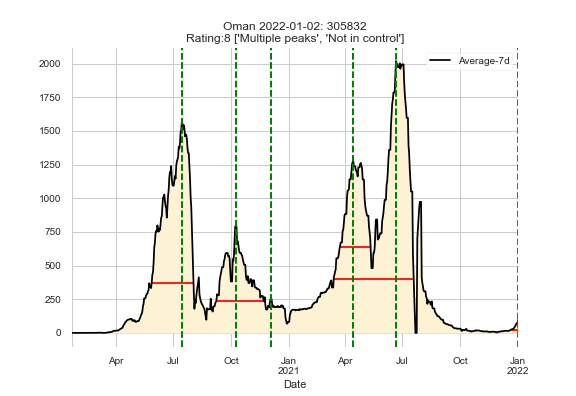 Oman 2022-01-02: 305832
Rating:8 ['Multiple peaks', 'Not in control']
Average-7d
2000
1750
1500
1250
1000
750
500
250
0
Apr Jul Oct Jan Apr Jul Oct Jan
2021 2022
Date